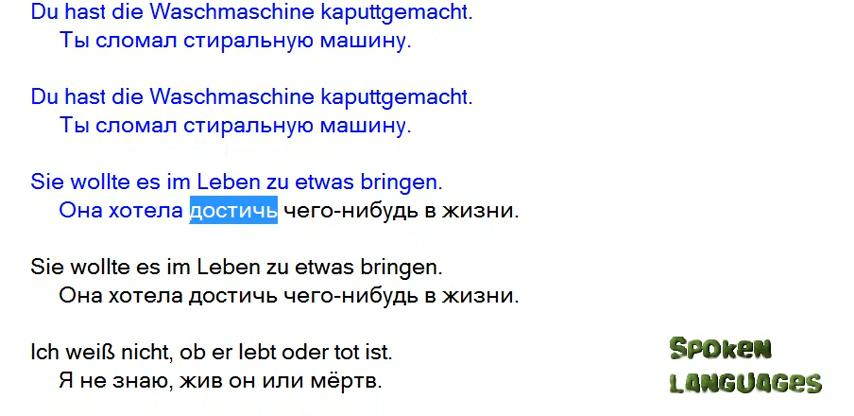 Du hast die Waschmaschine kaputtgemacht.
Ты сломал стиральную машину.
Du hast die Waschmaschine kaputtgemacht.
Ты сломал стиральную машину.
Sie wollte es im Leben zu etwas bringen.
Она хотела достичь чего-нибудь в жизни.
Sie wollte es im Leben zu etwas bringen.
Она хотела достичь чего-нибудь в жизни.
Ich weiß nicht, ob er lebt oder tot ist.
Я не знаю, жив он или мёртв.
Spoken
Languages